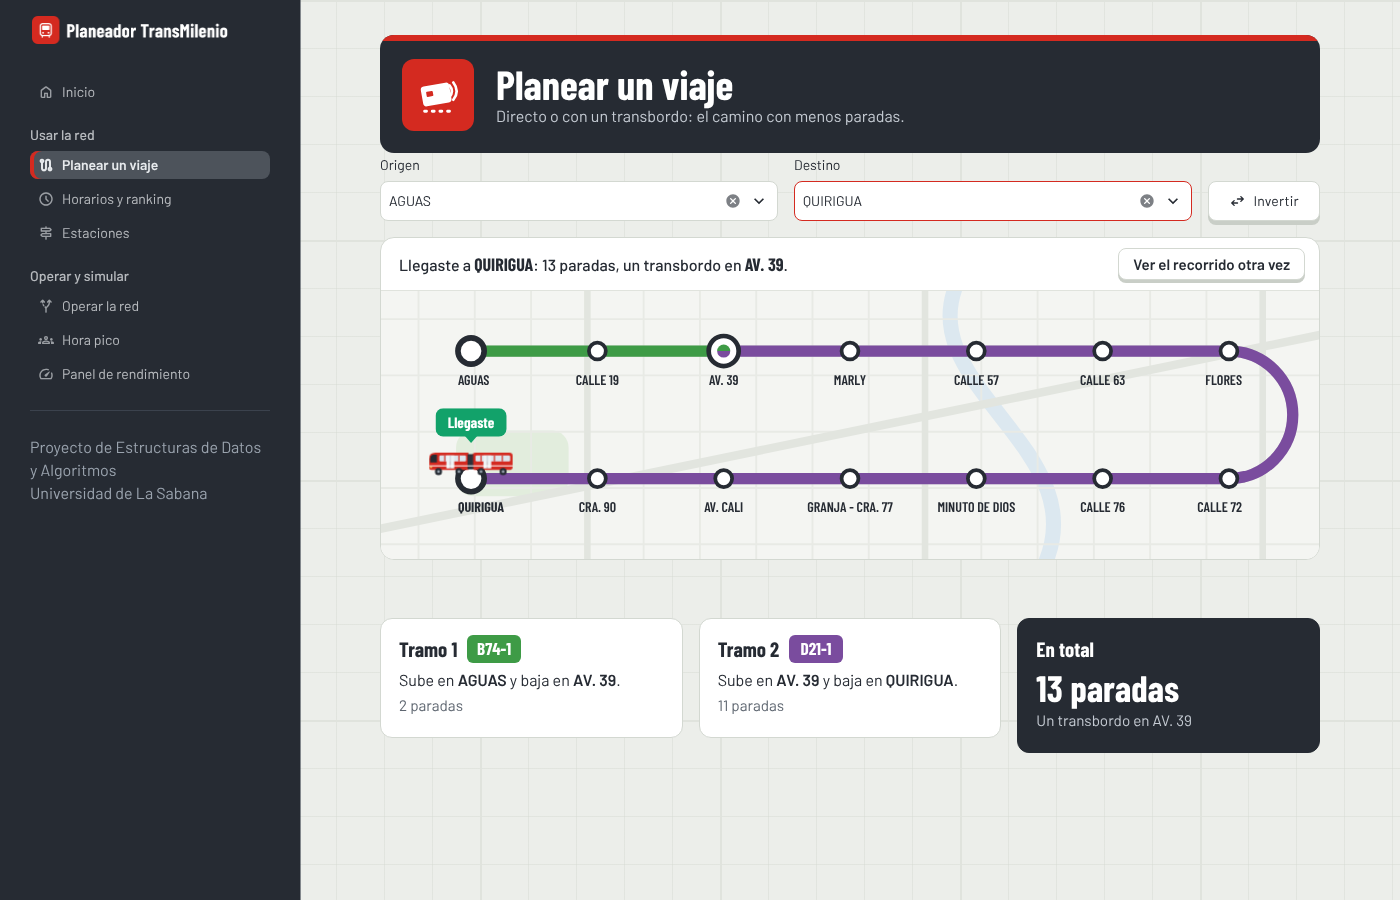 Planeador TransMilenio
Inicio
Usar la red
Planear un viaje
Horarios y ranking
Estaciones
Operar y simular
Operar la red
Hora pico
Panel de rendimiento
Proyecto de Estructuras de Datos
y Algoritmos
Universidad de La Sabana
Planear un viaje
Directo o con un transbordo: el camino con menos paradas.
Origen
Destino
AGUAS
QUIRIGUA
Invertir
Llegaste a QUIRIGUA: 13 paradas, un transbordo en AV. 39.
Ver el recorrido otra vez
AGUAS
CALLE 19
AV. 39
MARLY
CALLE 57
CALLE 63
FLORES
Llegaste
QUIRIGUA
CRA. 90
AV. CALI
GRANJA - CRA. 77
MINUTO DE DIOS
CALLE 76
CALLE 72
Tramo 1 B74-1
Sube en AGUAS y baja en AV. 39.
2 paradas
Tramo 2 D21-1
Sube en AV. 39 y baja en QUIRIGUA.
11 paradas
En total
13 paradas
Un transbordo en AV. 39